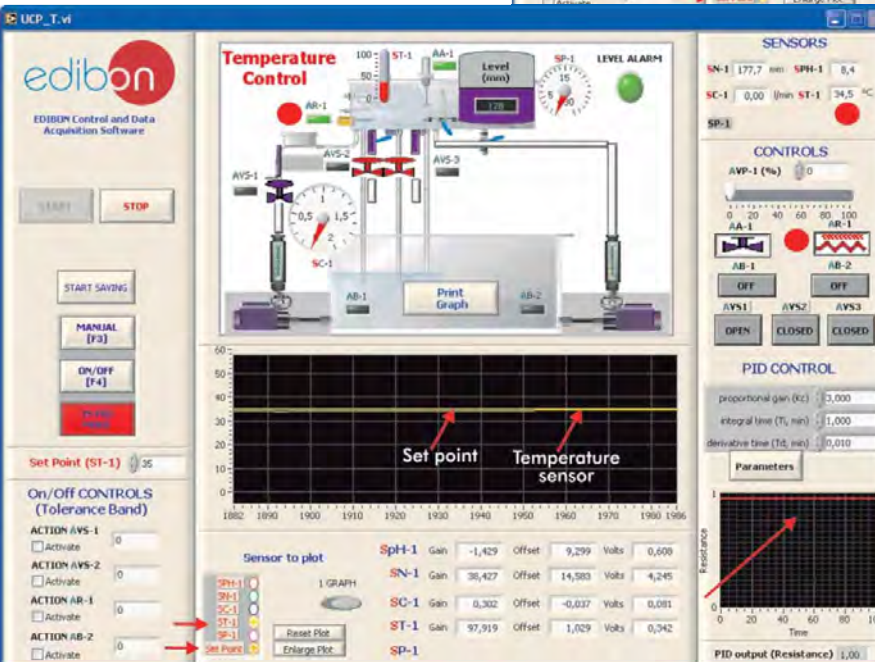 Activate
Enlarge Plot
UCP_T.vi
edibon
EDIBON Control and Data
Acquisition Software
START STOP
START SAVING
MANUAL
[F3]
ON/OFF
[F4]
Set Point (ST-1) 35
On/Off CONTROLS
(Tolerance Band)
ACTION AVS-1
Activate 0
ACTION AVS-2
Activate 0
ACTION AR-1
Activate 0
ACTION AB-2
Activate 0
Temperature
Control
100
50
0
ST-1
AA-1
Level
(mm)
178
SP-1
15
5
30
LEVEL ALARM
AR-1
AVS-2
AVS-3
AVS-1
1
0,5 1,5
2
SC-1
AB-1
Print
Graph
AB-2
60
50
40
30
20
10
0
Set point
Temperature
sensor
1882 1890 1900 1910 1920 1930 1940 1950 1960 1970 1980 1986
Sensor to plot
SPH-1
SN-1
SC-1
ST-1
SP-1
Set Point
1 GRAPH
Reset Plot
Enlarge Plot
SpH-1 Gain -1,429 Offset 9,299 Volts 0,608
SN-1 Gain 38,427 Offset 14,583 Volts 4,245
SC-1 Gain 0,302 Offset -0,037 Volts 0,081
ST-1 Gain 97,919 Offset 1,029 Volts 0,342
SP-1
SENSORS
SN-1 177,7 mm SPH-1 8,4
SC-1 0,00 l/min ST-1 34,5 ºC
SP-1
CONTROLS
AVP-1 (%) 0
0 20 40 60 80 100
AA-1 AR-1
AB-1 AB-2
OFF OFF
AVS1 AVS2 AVS3
OPEN CLOSED CLOSED
PID CONTROL
proportional gain (Kc) 3,000
integral time (Ti, min) 1,000
derivative time (Td, min) 0,010
Parameters
1
Resistance
0
0 20 40 60 80
Time
PID output (Resistance) 1,00